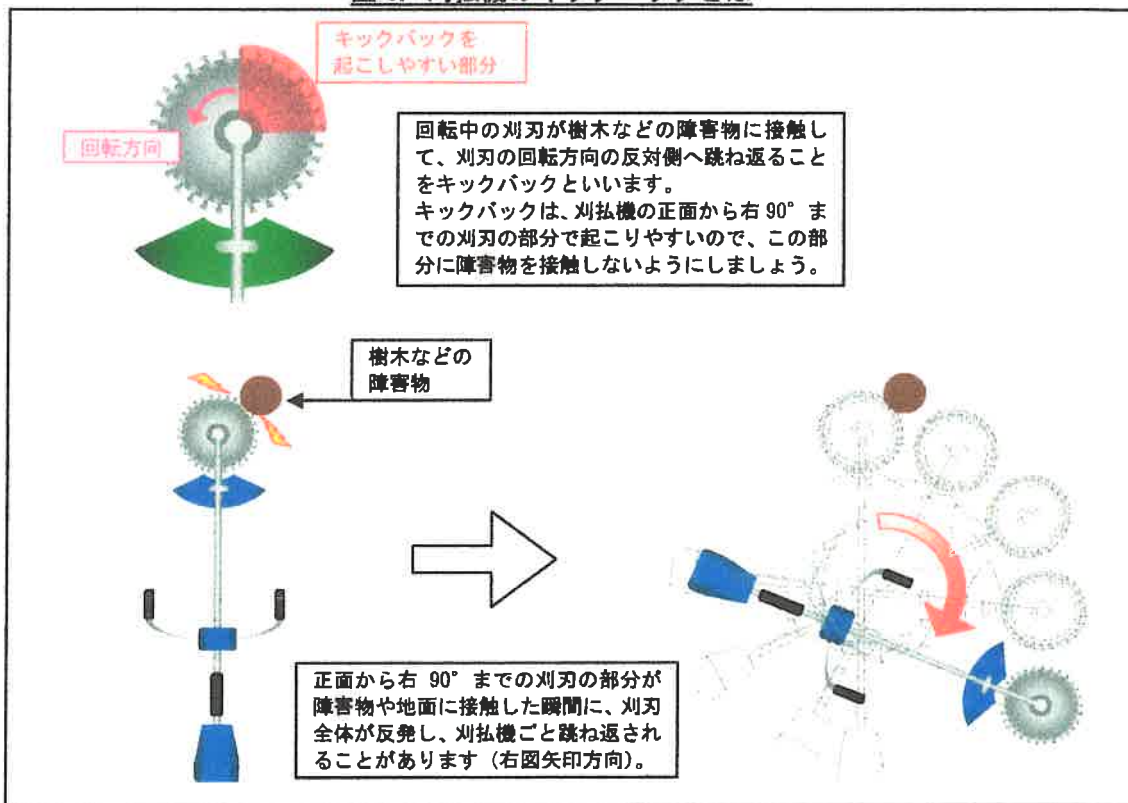 キックバックを
起こしやすい部分
回転方向
回転中の刈刃が樹木などの障害物に接触し
て、刈刃の回転方向の反対側へ跳ね返ること
をキックバックといいます。
キックバックは、刈払機の正面から右 90° ま
での刈刃の部分で起こりやすいので、この部
分に障害物を接触しないようにしましょう。
樹木などの
障害物
正面から右 90° までの刈刃の部分が
障害物や地面に接触した瞬間に、刈刃
全体が反発し、刈払機ごと跳ね返され
ることがあります（右図矢印方向）。